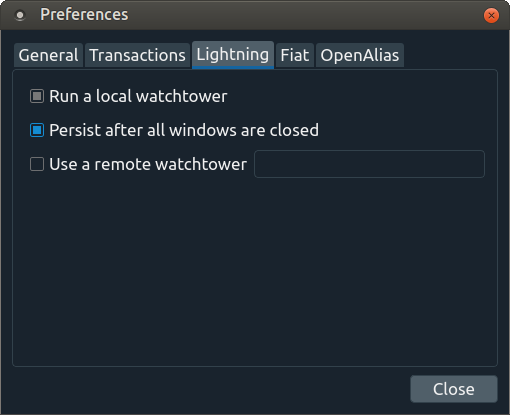 Preferences
General Transactions Lightning Fiat OpenAlias
Run a local watchtower
Persist after all windows are closed
Use a remote watchtower
Close